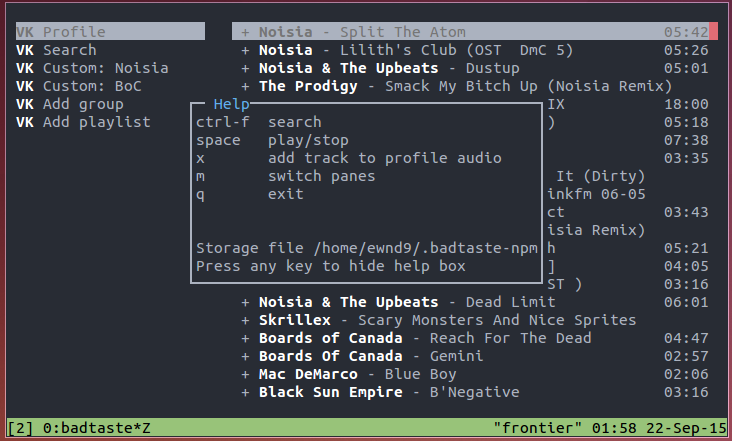 VK Profile + Noisia - Split The Atom 05:42
VK Search + Noisia - Lilith's Club (OST DmC 5) 05:26
VK Custom: Noisia + Noisia & The Upbeats - Dustup 05:01
VK Custom: BoC + The Prodigy - Smack My Bitch Up (Noisia Remix)
VK Add group Help IX 18:00
VK Add playlist ctrl-f search ) 05:18
space play/stop 07:38
x add track to profile audio 03:35
m switch panes It (Dirty)
q exit inkfm 06-05
ct 03:43
isia Remix)
Storage file /home/ewnd9/.badtaste-npm h 05:21
Press any key to hide help box ] 04:05
ST ) 03:16
+ Noisia & The Upbeats - Dead Limit 06:01
+ Skrillex - Scary Monsters And Nice Sprites
+ Boards of Canada - Reach For The Dead 04:47
+ Boards Of Canada - Gemini 02:57
+ Mac DeMarco - Blue Boy 02:06
+ Black Sun Empire - B'Negative 03:16
[2] 0:badtaste*Z "frontier" 01:58 22-Sep-15